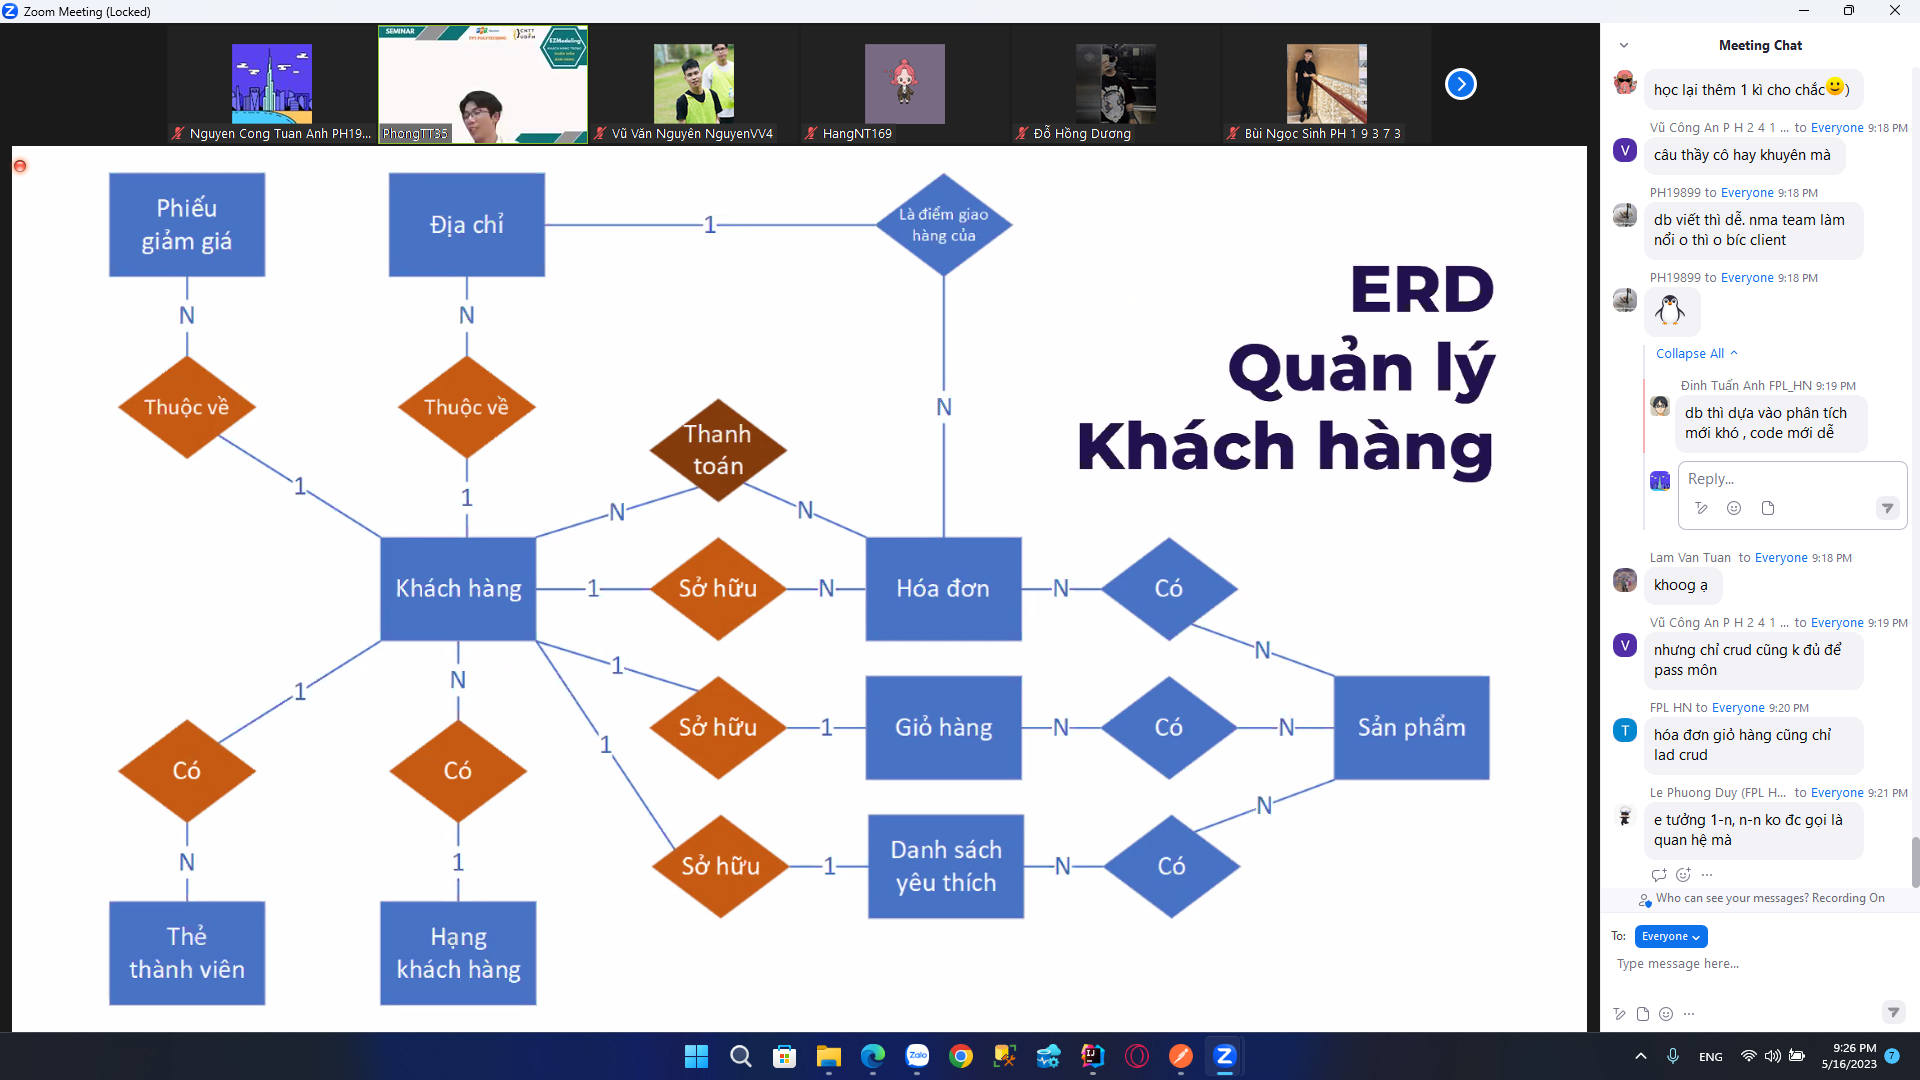 Zoom Meeting (Locked)
SEMINAR
FPT POLYTECHNIC
CNTT
UDPM
EZModeling
Nguyen Cong Tuan Anh PH19...
PhongTT35
Vũ Văn Nguyên NguyenVV4
HangNT169
Đỗ Hồng Dương
Bùi Ngọc Sinh PH 1 9 3 7 3
ERD
Quản lý
Khách hàng
Phiếu
giảm giá
Địa chỉ
1
Là điểm giao
hàng của
N
N
N
Thuộc về
Thuộc về
Thanh
toán
1
1
N
N
Khách hàng
1
Sở hữu
N
Hóa đơn
N
Có
N
1
N
1
1
Sở hữu
1
Giỏ hàng
N
Có
N
Sản phẩm
Có
Có
N
N
1
Sở hữu
1
Danh sách
yêu thích
N
Có
Thẻ
thành viên
Hạng
khách hàng
Meeting Chat
học lại thêm 1 kì cho chắc🙂)
Vũ Công An P H 2 4 1 ... to Everyone 9:18 PM
V
câu thầy cô hay khuyên mà
PH19899 to Everyone 9:18 PM
db viết thì dễ. nma team làm
nổi o thì o bíc client
PH19899 to Everyone 9:18 PM
🐧
Collapse All
Đinh Tuấn Anh FPL_HN 9:19 PM
db thì dựa vào phân tích
mới khó , code mới dễ
Reply...
Lam Van Tuan to Everyone 9:18 PM
khoog ạ
Vũ Công An P H 2 4 1 ... to Everyone 9:19 PM
V
nhưng chỉ crud cũng k đủ để
pass môn
FPL HN to Everyone 9:20 PM
T
hóa đơn giỏ hàng cũng chỉ
lad crud
Le Phuong Duy (FPL H... to Everyone 9:21 PM
e tưởng 1-n, n-n ko đc gọi là
quan hệ mà
Who can see your messages? Recording On
To: Everyone
Type message here...
Zalo
ENG
9:26 PM
5/16/2023
7